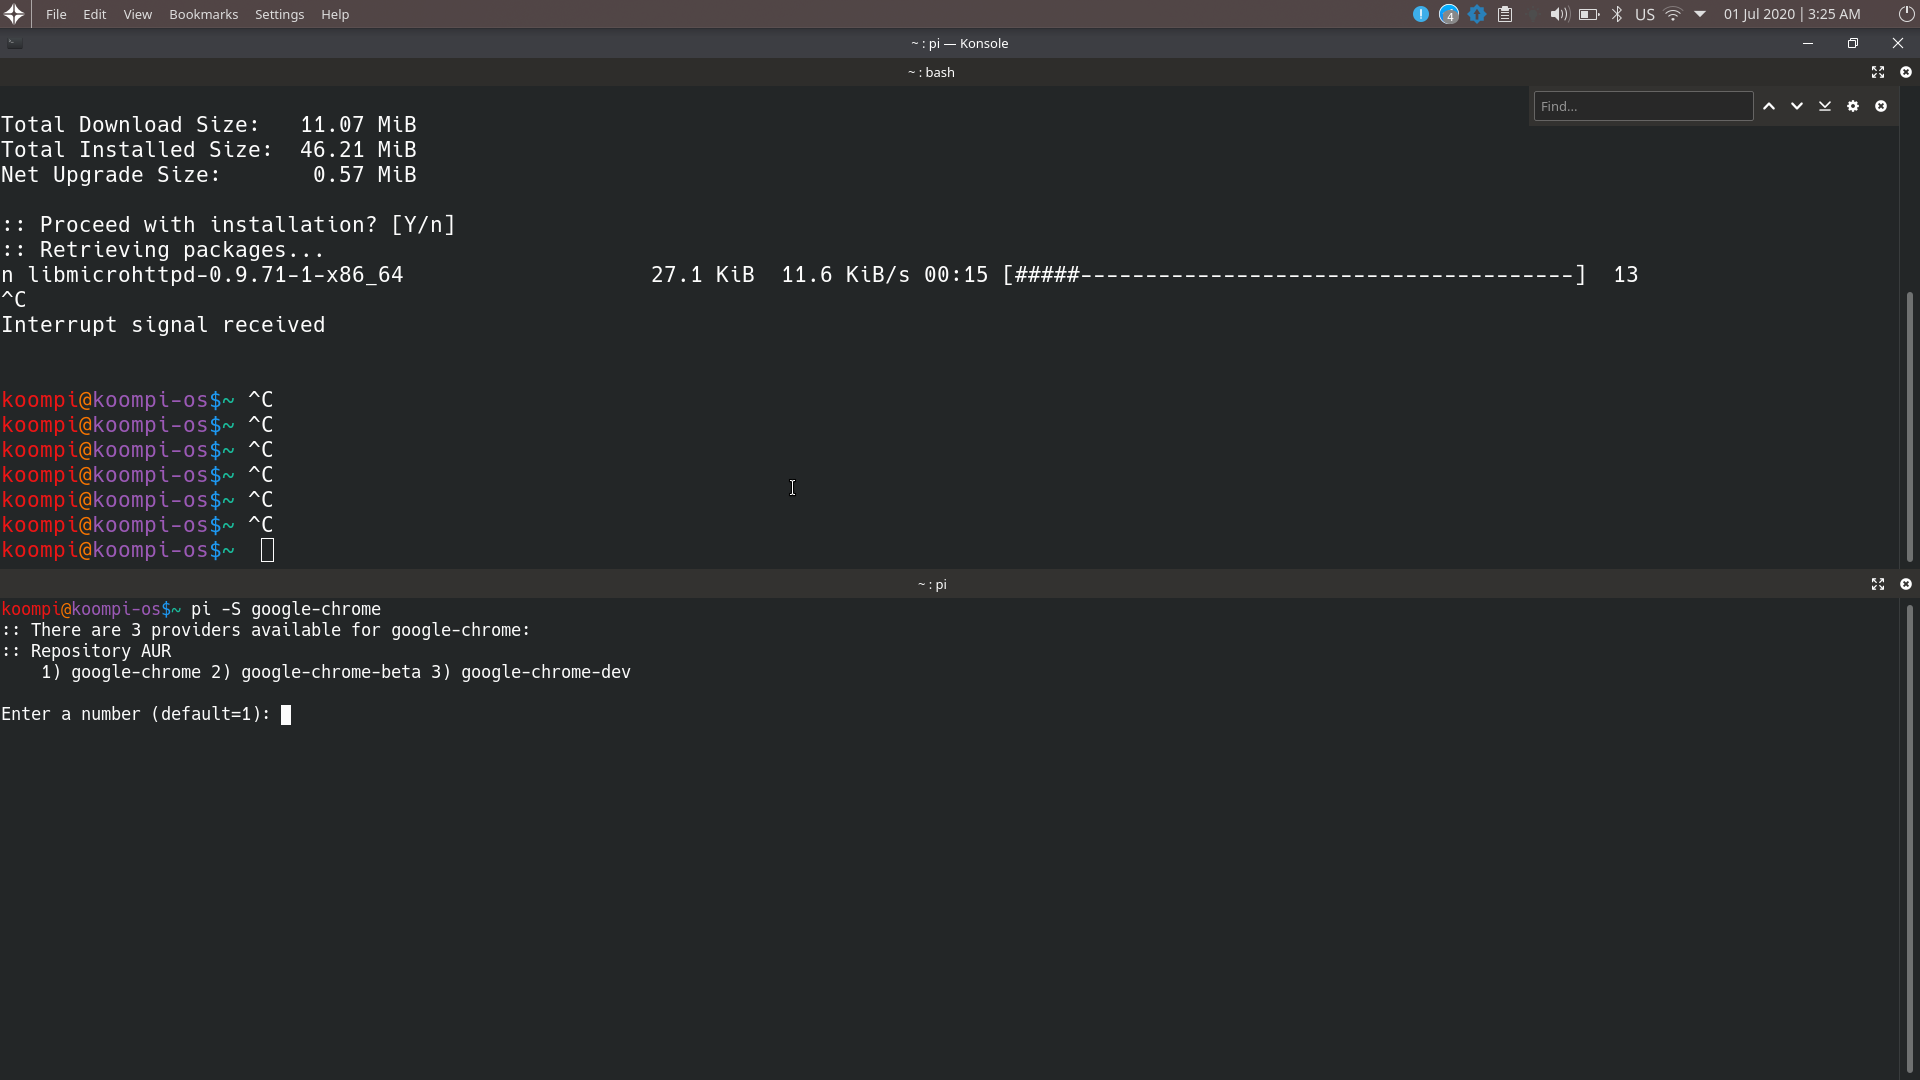 File Edit View Bookmarks Settings Help 4 US 01 Jul 2020 | 3:25 AM
~ : pi — Konsole
~ : bash
Find...
Total Download Size:   11.07 MiB
Total Installed Size:  46.21 MiB
Net Upgrade Size:       0.57 MiB
:: Proceed with installation? [Y/n]
:: Retrieving packages...
n libmicrohttpd-0.9.71-1-x86_64                   27.1 KiB  11.6 KiB/s 00:15 [#####--------------------------------------]  13
^C
Interrupt signal received
koompi@koompi-os$~ ^C
koompi@koompi-os$~ ^C
koompi@koompi-os$~ ^C
koompi@koompi-os$~ ^C
koompi@koompi-os$~ ^C
koompi@koompi-os$~ ^C
koompi@koompi-os$~
~ : pi
koompi@koompi-os$~ pi -S google-chrome
:: There are 3 providers available for google-chrome:
:: Repository AUR
    1) google-chrome 2) google-chrome-beta 3) google-chrome-dev
Enter a number (default=1):